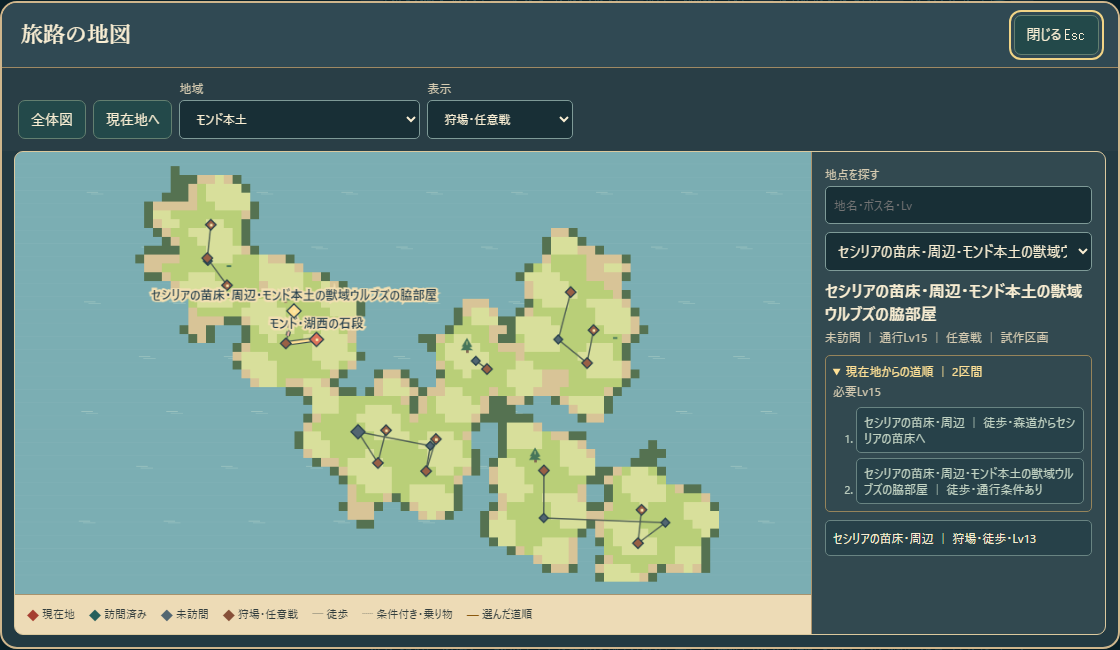 旅路の地図
閉じる Esc
地域
表示
全体図
現在地へ
モンド本土
狩場・任意戦
セシリアの苗床・周辺・モンド本土の獣域ウルブズの脇部屋
モンド・湖西の石段
現在地
訪問済み
未訪問
狩場・任意戦
徒歩
条件付き・乗り物
選んだ道順
地点を探す
地名・ボス名・Lv
セシリアの苗床・周辺・モンド本土の獣域ウ
セシリアの苗床・周辺・モンド本土の獣域
ウルブズの脇部屋
未訪問 | 通行Lv15 | 任意戦 | 試作区画
▼ 現在地からの道順 | 2区間
必要Lv15
1. セシリアの苗床・周辺 | 徒歩・森道からセシ
リアの苗床へ
2. セシリアの苗床・周辺・モンド本土の獣域ウル
ブズの脇部屋 | 徒歩・通行条件あり
セシリアの苗床・周辺 | 狩場・徒歩・Lv13